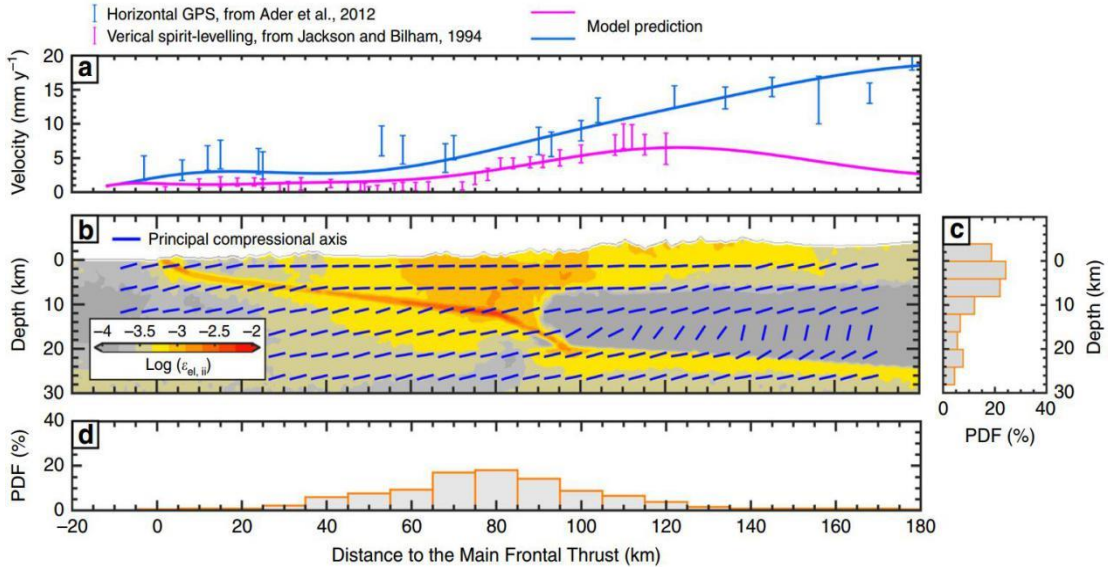 Horizontal GPS, from Ader et al., 2012
Verical spirit-levelling, from Jackson and Bilham, 1994
Model prediction
a
Velocity (mm y⁻¹)
20
15
10
5
0
b
Principal compressional axis
Depth (km)
0
10
20
30
−4 −3.5 −3 −2.5 −2
Log (ε̇el, ii)
c
Depth (km)
0
10
20
30
0 20 40
PDF (%)
d
PDF (%)
40
20
0
−20 0 20 40 60 80 100 120 140 160 180
Distance to the Main Frontal Thrust (km)